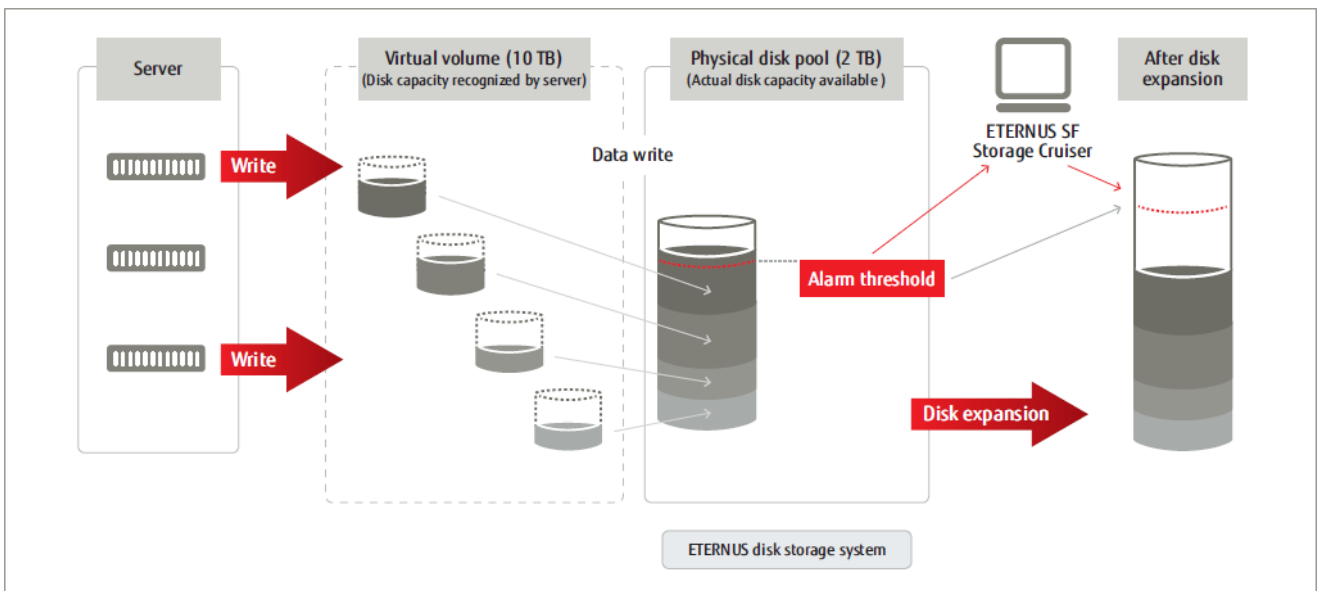 Server
Virtual volume (10 TB)
(Disk capacity recognized by server)
Physical disk pool (2 TB)
(Actual disk capacity available )
After disk
expansion
ETERNUS SF
Storage Cruiser
Write
Data write
Alarm threshold
Write
Disk expansion
ETERNUS disk storage system